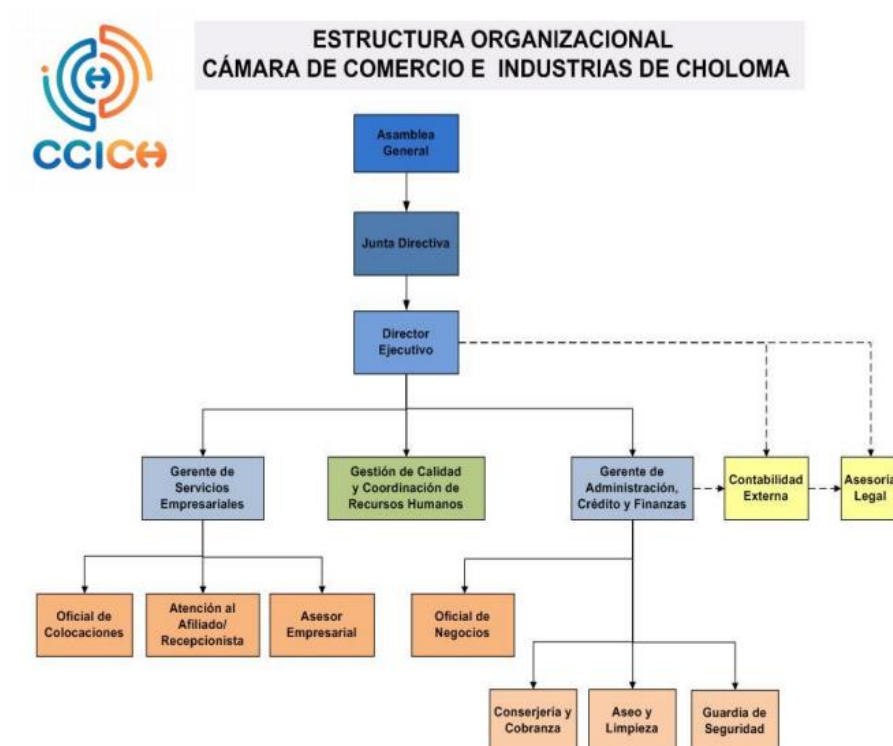 ESTRUCTURA ORGANIZACIONAL
CÁMARA DE COMERCIO E INDUSTRIAS DE CHOLOMA
CCICH
Asamblea
General
Junta Directiva
Director
Ejecutivo
Gerente de
Servicios
Empresariales
Gestión de Calidad
y Coordinación de
Recursos Humanos
Gerente de
Administración,
Crédito y Finanzas
Contabilidad
Externa
Asesoria
Legal
Oficial de
Colocaciones
Atención al
Afiliado/
Recepcionista
Asesor
Empresarial
Oficial de
Negocios
Conserjería y
Cobranza
Aseo y
Limpieza
Guardia de
Seguridad